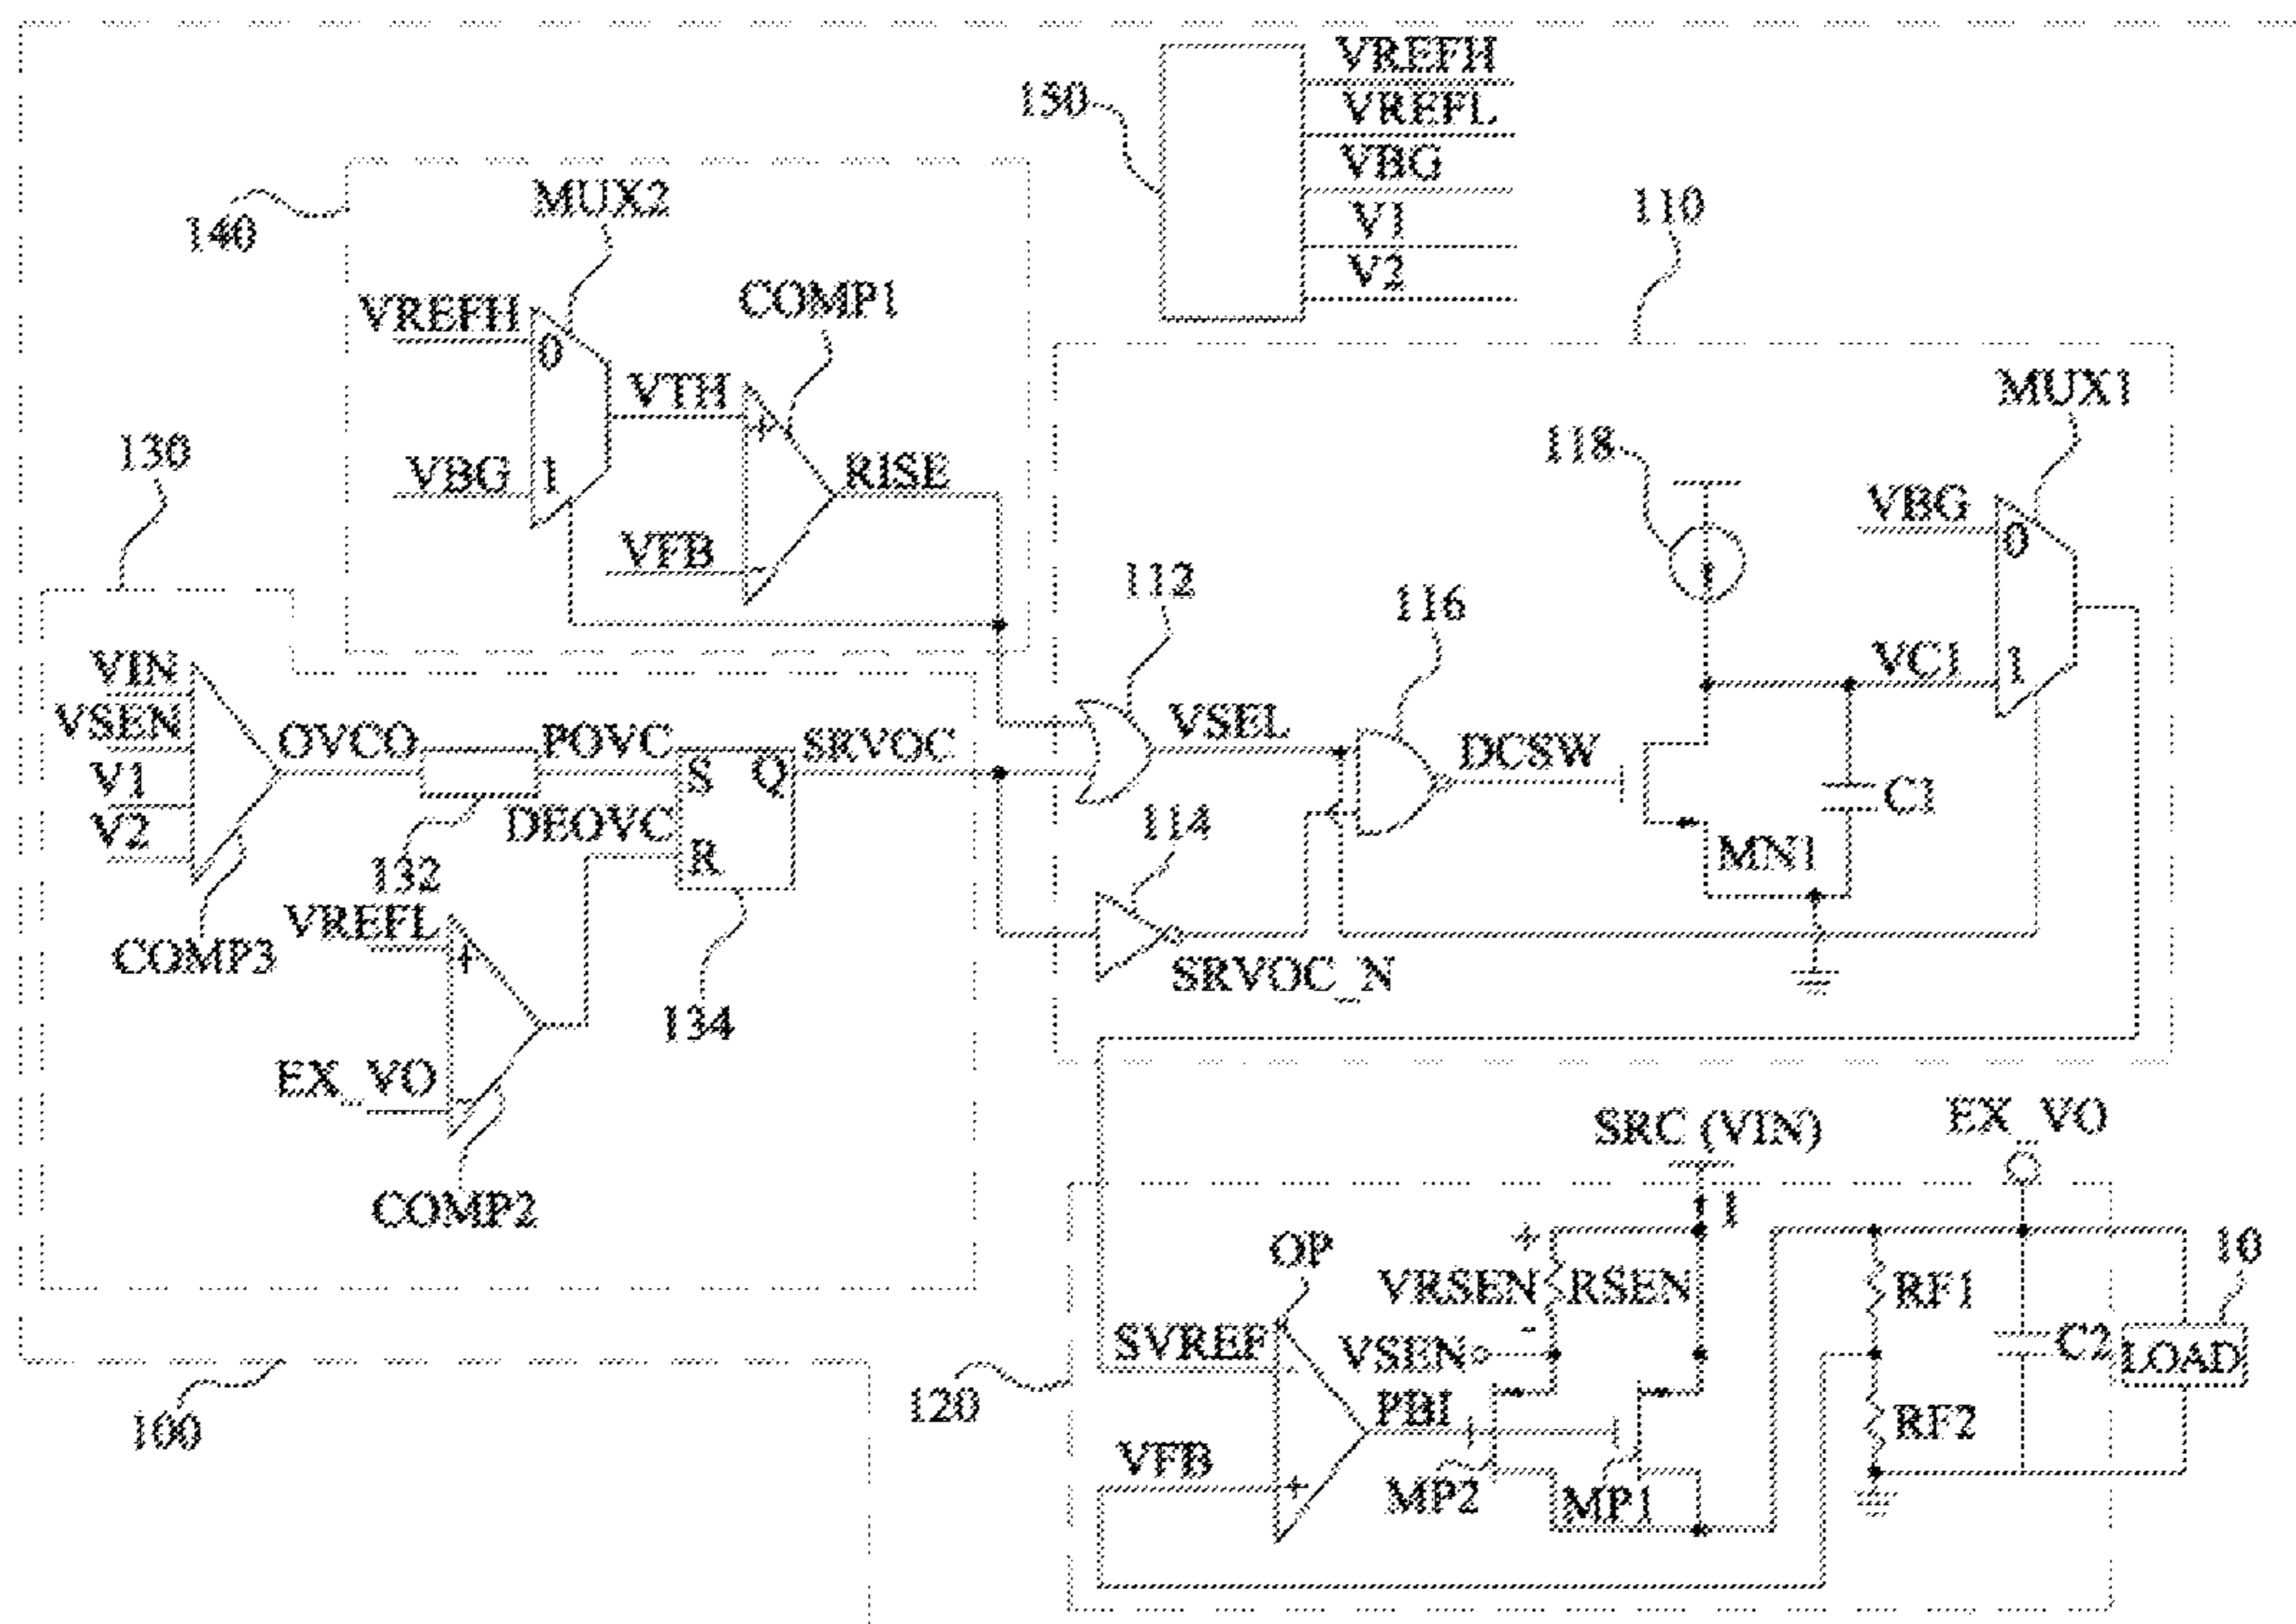 VREFH
VREFL
VBG
V1
V2
150
140
MUX2
110
VREFH
0
COMP1
VTH
+
MUX1
130
VBG
1
RISE
118
VBG
0
VFB
-
112
116
VIN
VSEN
V1
V2
OVCO
POVC
S
Q
SRVOC
VSEL
DCSW
VC1
1
DEOVC
R
132
114
MN1
C1
VREFL
+
COMP3
134
SRVOC_N
EX_VO
-
COMP2
SRC (VIN)
EX_VO
I
OP
+
VRSEN
RSEN
-
RF1
10
SVREF
-
VSEN
C2
LOAD
120
PBI
RF2
VFB
+
MP2
MP1
100